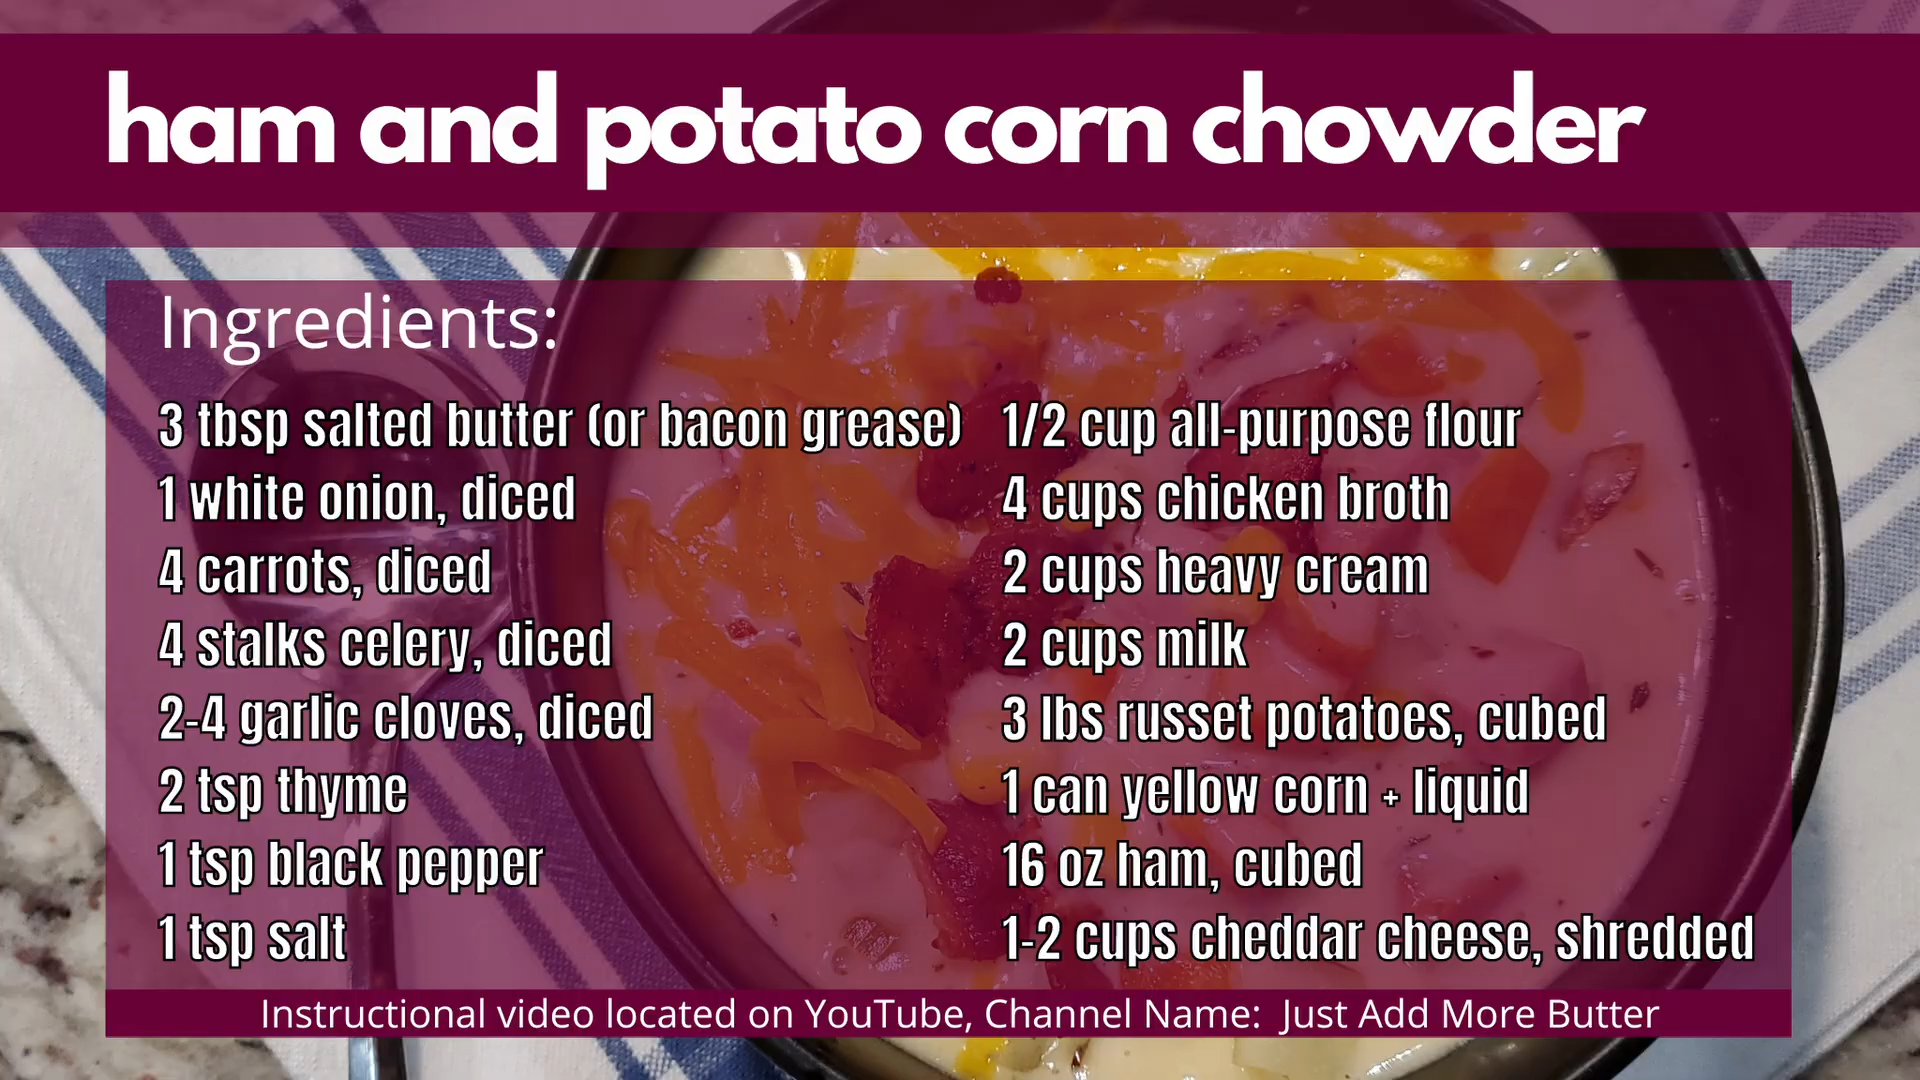 ham and potato corn chowder
Ingredients:
3 tbsp salted butter (or bacon grease)
1 white onion, diced
4 carrots, diced
4 stalks celery, diced
2-4 garlic cloves, diced
2 tsp thyme
1 tsp black pepper
1 tsp salt
1/2 cup all-purpose flour
4 cups chicken broth
2 cups heavy cream
2 cups milk
3 lbs russet potatoes, cubed
1 can yellow corn + liquid
16 oz ham, cubed
1-2 cups cheddar cheese, shredded
Instructional video located on YouTube, Channel Name: Just Add More Butter